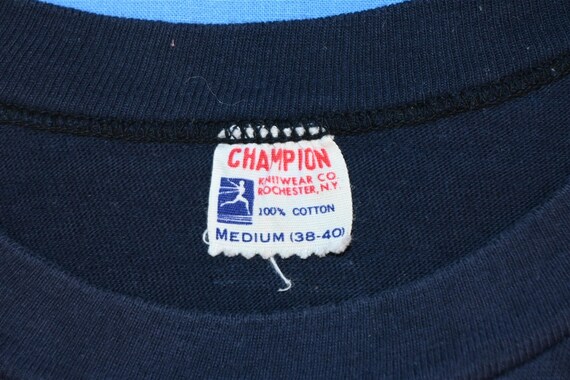 CHAMPION
KNITWEAR CO.
ROCHESTER, N.Y.
100% COTTON
MEDIUM (38-40)